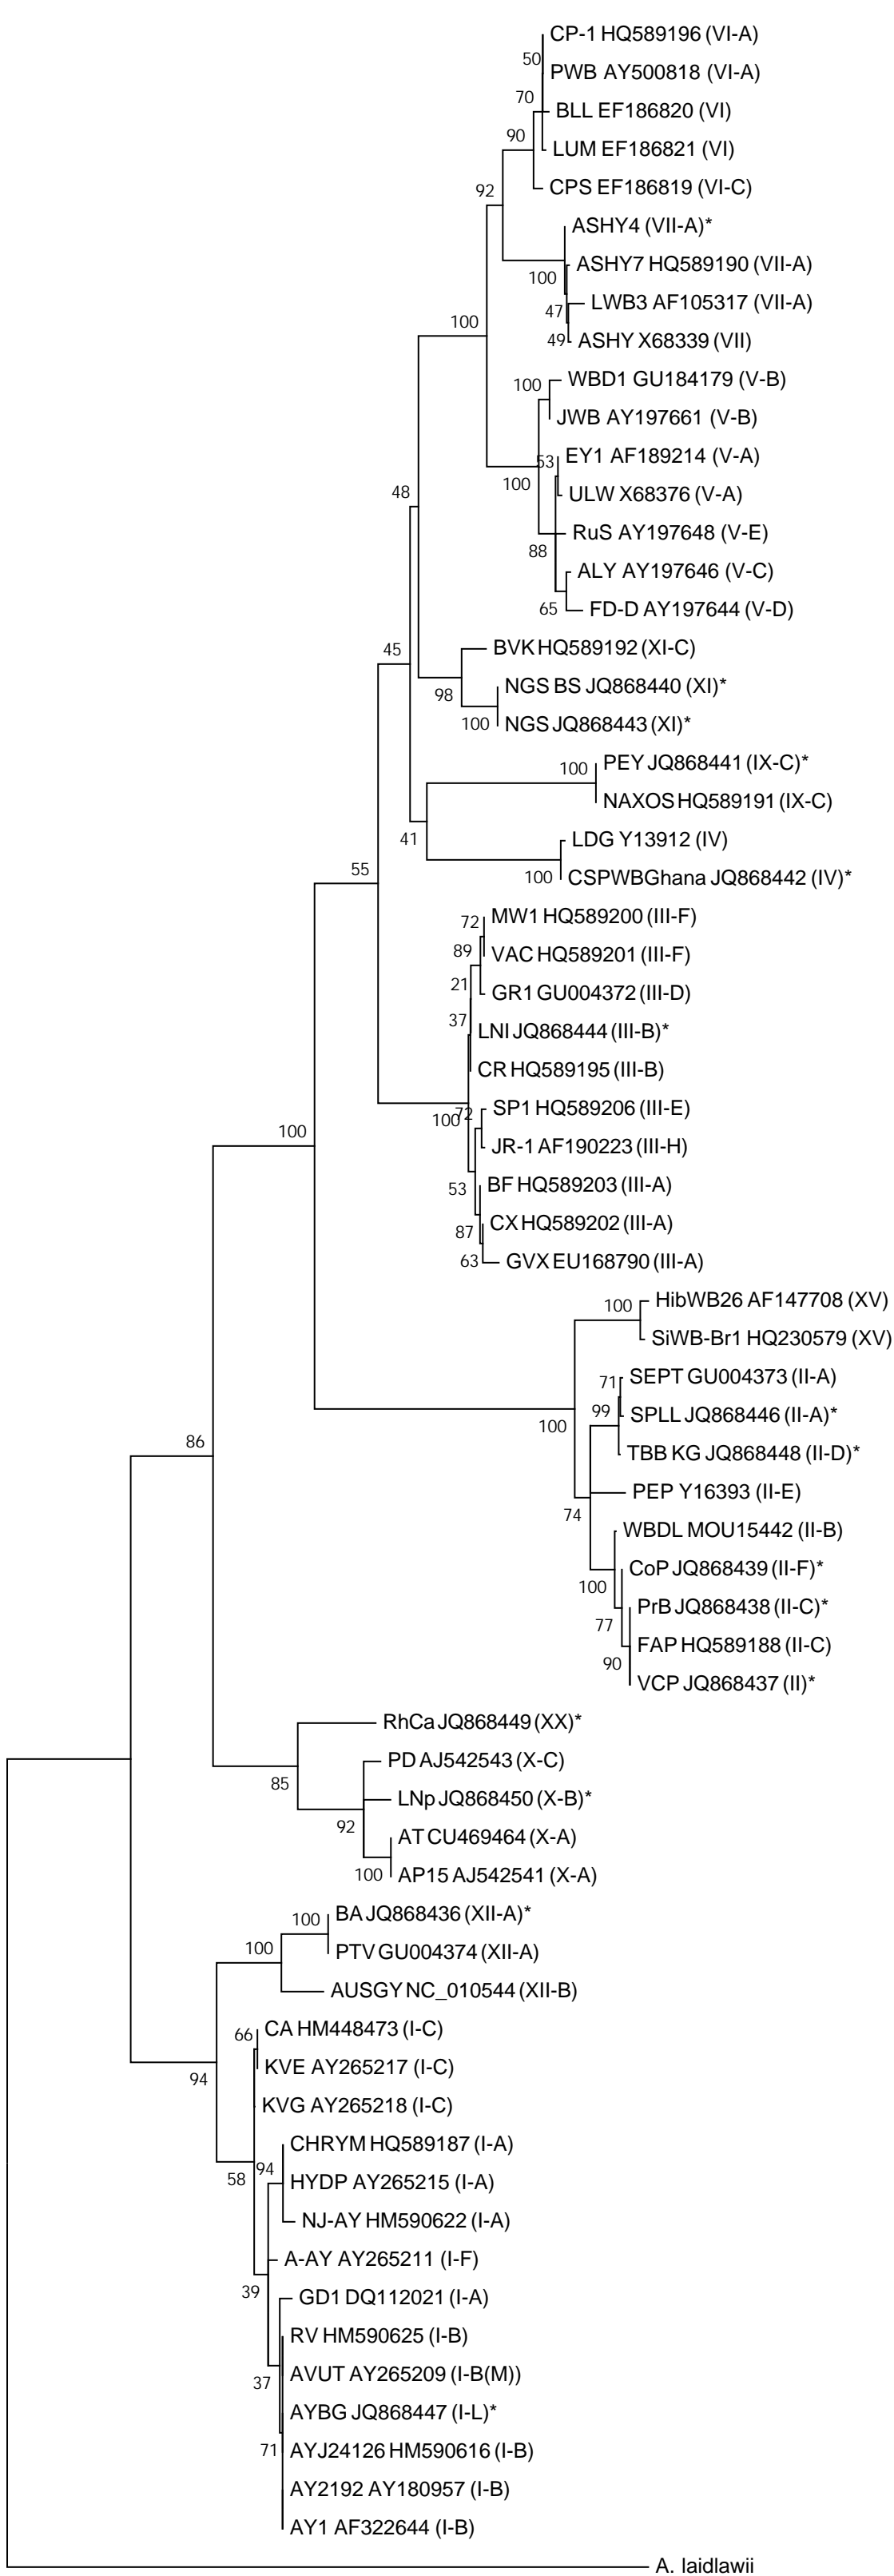 CP-1 HQ589196 (VI-A)
50
PWB AY500818 (VI-A)
70
BLL EF186820 (VI)
90
LUM EF186821 (VI)
CPS EF186819 (VI-C)
92
ASHY4 (VII-A)*
ASHY7 HQ589190 (VII-A)
100
LWB3 AF105317 (VII-A)
47
100
49
ASHY X68339 (VII)
WBD1 GU184179 (V-B)
100
JWB AY197661 (V-B)
EY1 AF189214 (V-A)
53
100
48
ULW X68376 (V-A)
RuS AY197648 (V-E)
88
ALY AY197646 (V-C)
65
FD-D AY197644 (V-D)
BVK HQ589192 (XI-C)
45
NGS BS JQ868440 (XI)*
98
NGS JQ868443 (XI)*
100
PEY JQ868441 (IX-C)*
100
NAXOS HQ589191 (IX-C)
41
LDG Y13912 (IV)
55
100
CSPWBGhana JQ868442 (IV)*
MW1 HQ589200 (III-F)
72
89
VAC HQ589201 (III-F)
21
GR1 GU004372 (III-D)
37
LNI JQ868444 (III-B)*
CR HQ589195 (III-B)
SP1 HQ589206 (III-E)
72
100
100
JR-1 AF190223 (III-H)
53
BF HQ589203 (III-A)
CX HQ589202 (III-A)
87
63
GVX EU168790 (III-A)
HibWB26 AF147708 (XV)
100
SiWB-Br1 HQ230579 (XV)
SEPT GU004373 (II-A)
71
99
SPLL JQ868446 (II-A)*
100
86
TBB KG JQ868448 (II-D)*
PEP Y16393 (II-E)
74
WBDL MOU15442 (II-B)
CoP JQ868439 (II-F)*
100
PrB JQ868438 (II-C)*
77
FAP HQ589188 (II-C)
90
VCP JQ868437 (II)*
RhCa JQ868449 (XX)*
PD AJ542543 (X-C)
85
LNp JQ868450 (X-B)*
92
AT CU469464 (X-A)
100
AP15 AJ542541 (X-A)
BA JQ868436 (XII-A)*
100
100
PTV GU004374 (XII-A)
AUSGY NC_010544 (XII-B)
CA HM448473 (I-C)
66
KVE AY265217 (I-C)
94
KVG AY265218 (I-C)
CHRYM HQ589187 (I-A)
94
58
HYDP AY265215 (I-A)
NJ-AY HM590622 (I-A)
A-AY AY265211 (I-F)
39
GD1 DQ112021 (I-A)
RV HM590625 (I-B)
AVUT AY265209 (I-B(M))
37
AYBG JQ868447 (I-L)*
71
AYJ24126 HM590616 (I-B)
AY2192 AY180957 (I-B)
AY1 AF322644 (I-B)
A. laidlawii